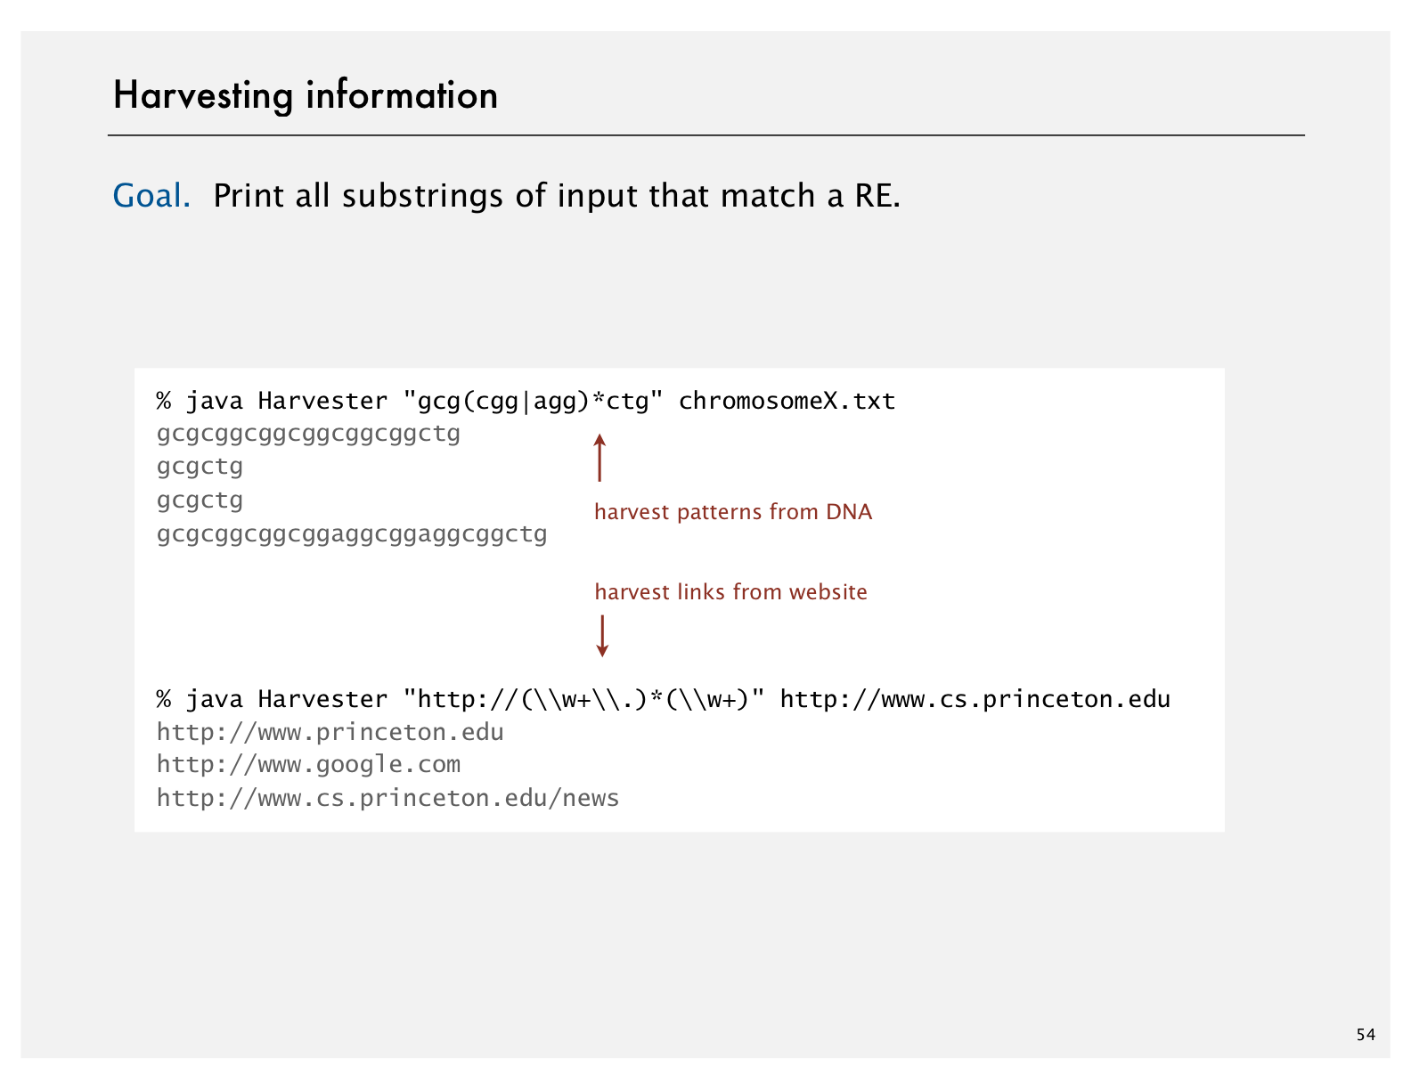 Harvesting information
Goal. Print all substrings of input that match a RE.
% java Harvester "gcg(cgg|agg)*ctg" chromosomeX.txt
gcgcggcggcggcggcggctg
gcgctg
gcgctg
gcgcggcggcggaggcggaggcggctg
harvest patterns from DNA
harvest links from website
% java Harvester "http://(\\w+\\.)*(\\w+)" http://www.cs.princeton.edu
http://www.princeton.edu
http://www.google.com
http://www.cs.princeton.edu/news
54